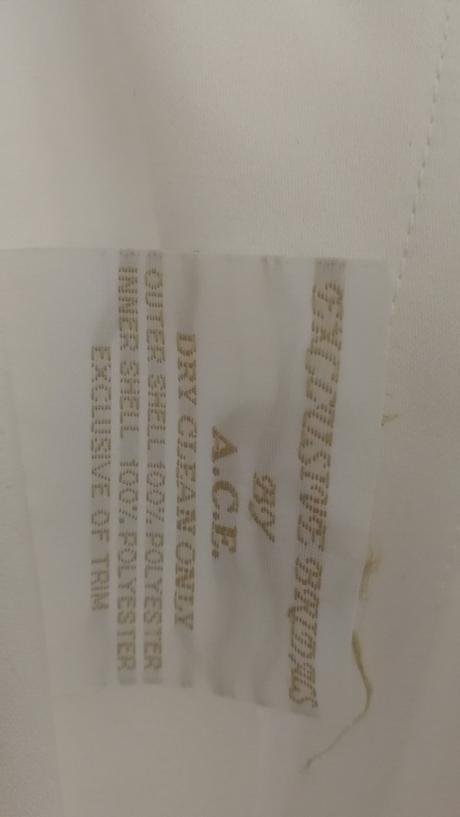 EXCLUSIVE BRIDALS
By
A.C.E.
DRY CLEAN ONLY
OUTER SHELL 100% POLYESTER
INNER SHELL 100% POLYESTER
EXCLUSIVE OF TRIM